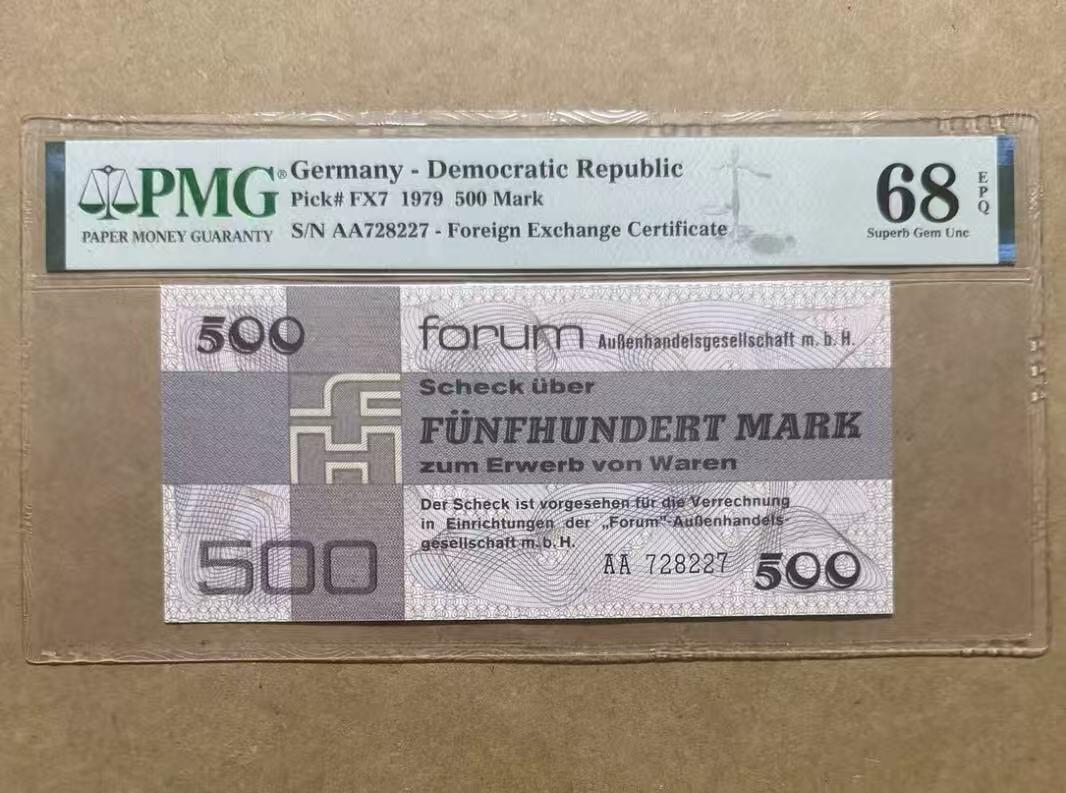 PMG®
PAPER MONEY GUARANTY
Germany - Democratic Republic
Pick# FX7 1979 500 Mark
S/N AA728227 - Foreign Exchange Certificate
68
EPQ
Superb Gem Unc
500
forum Außenhandelsgesellschaft m. b. H.
Scheck über
FÜNFHUNDERT MARK
zum Erwerb von Waren
Der Scheck ist vorgesehen für die Verrechnung
in Einrichtungen der „Forum"-Außenhandels-
gesellschaft m. b. H.
500
AA 728227
500